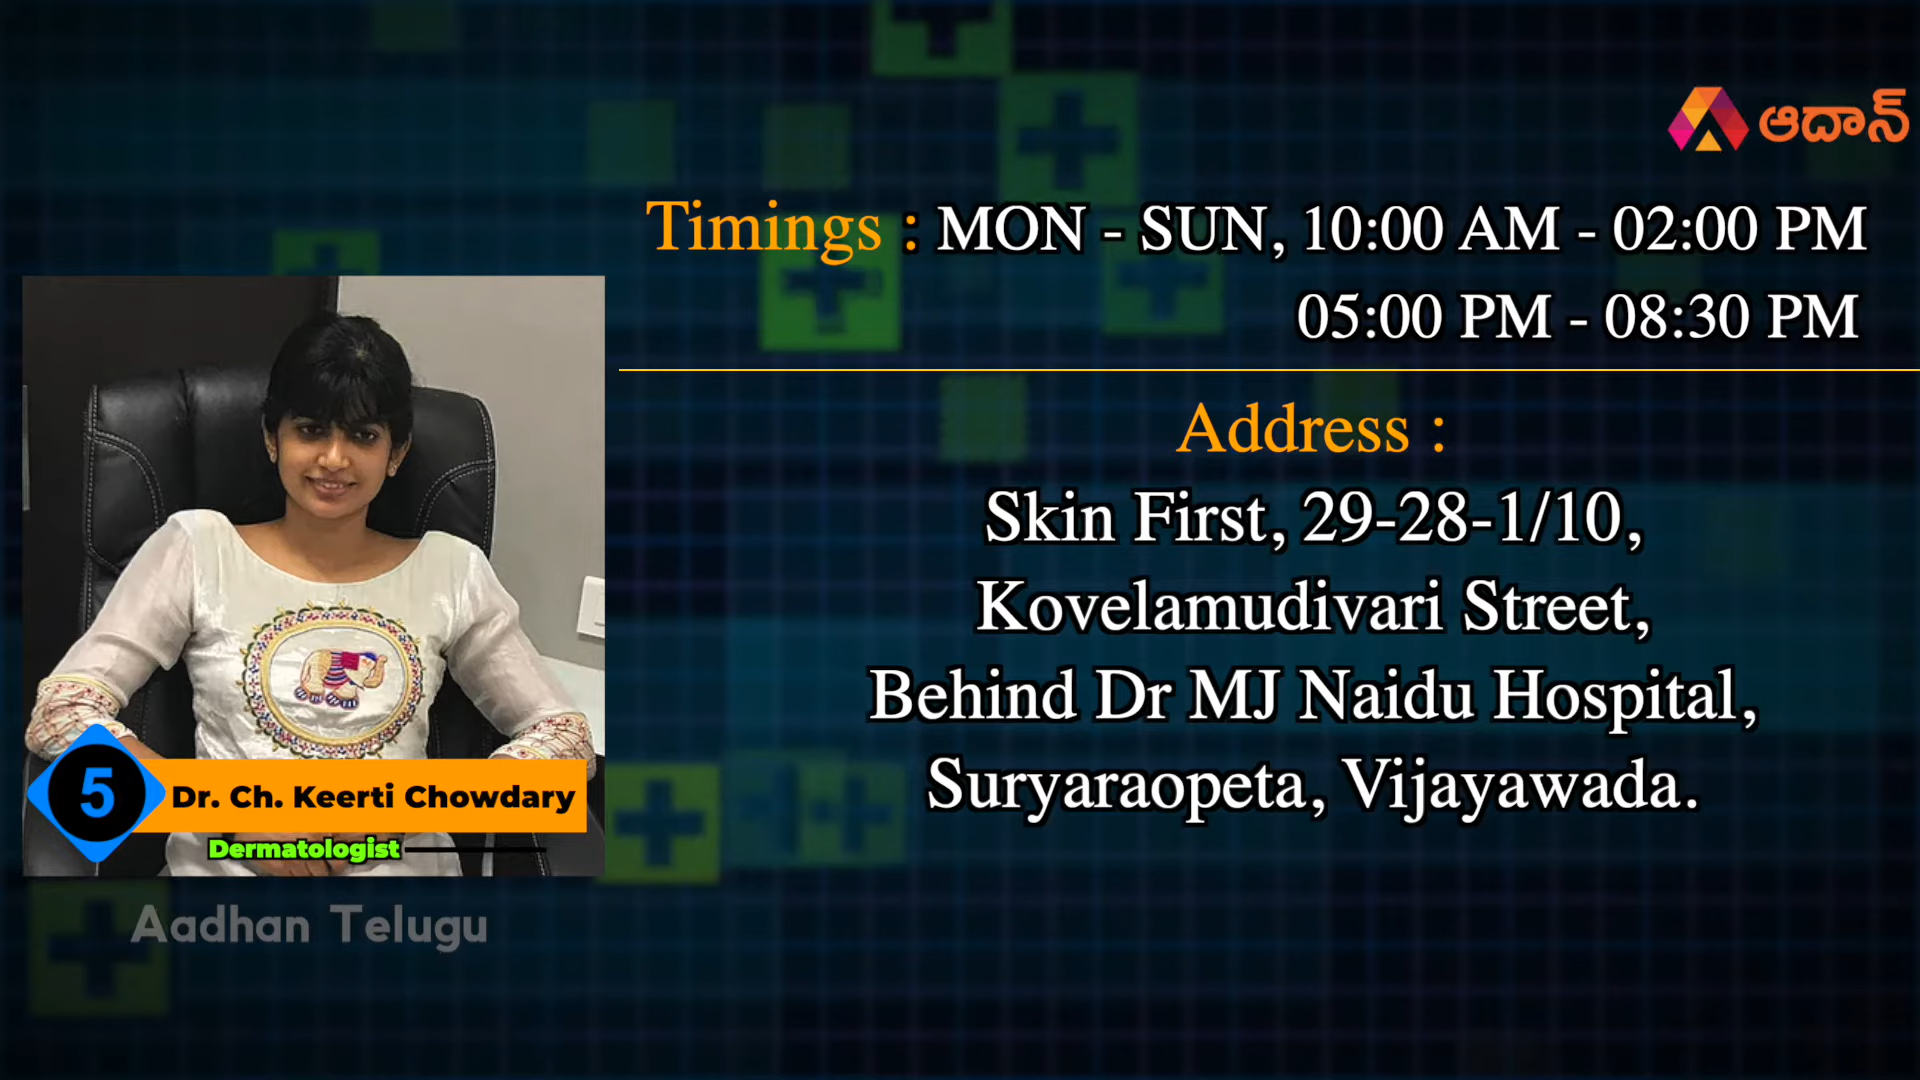 ఆదాన్
Timings : MON - SUN, 10:00 AM - 02:00 PM
05:00 PM - 08:30 PM
Address :
Skin First, 29-28-1/10,
Kovelamudivari Street,
Behind Dr MJ Naidu Hospital,
Suryaraopeta, Vijayawada.
5
Dr. Ch. Keerti Chowdary
Dermatologist
Aadhan Telugu